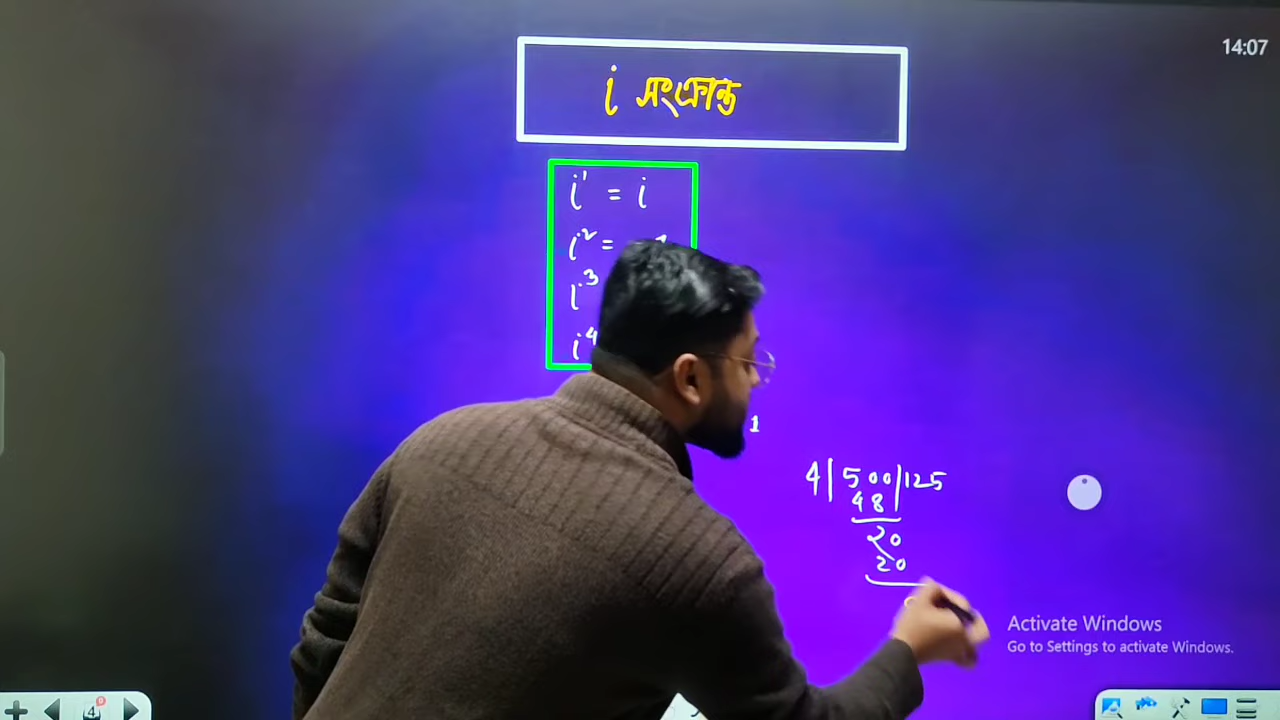 14:07
i সংক্রান্ত
i¹ = i
i² =
i³
i⁴
1
4 | 500 | 125
48
20
20
Activate Windows
Go to Settings to activate Windows.
4